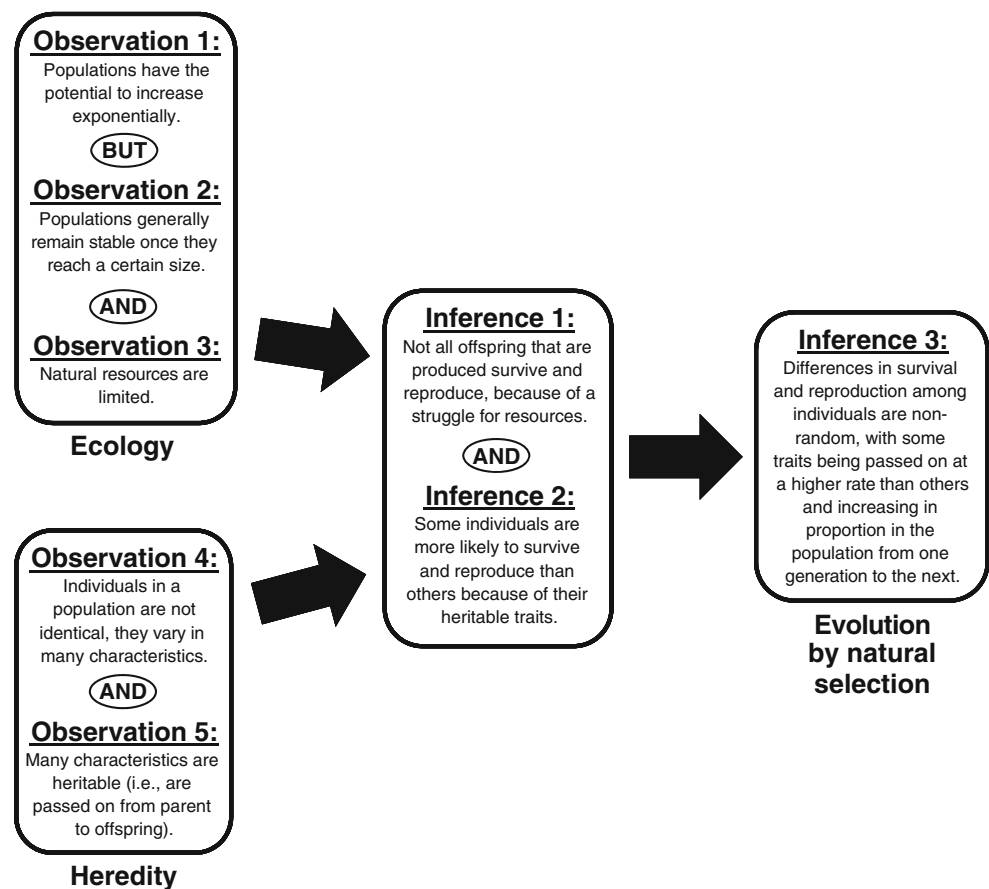 Observation 1:
Populations have the
potential to increase
exponentially.
BUT
Observation 2:
Populations generally
remain stable once they
reach a certain size.
AND
Observation 3:
Natural resources are
limited.
Ecology
Observation 4:
Individuals in a
population are not
identical, they vary in
many characteristics.
AND
Observation 5:
Many characteristics are
heritable (i.e., are
passed on from parent
to offspring).
Heredity
Inference 1:
Not all offspring that are
produced survive and
reproduce, because of a
struggle for resources.
AND
Inference 2:
Some individuals are
more likely to survive
and reproduce than
others because of their
heritable traits.
Inference 3:
Differences in survival
and reproduction among
individuals are non-
random, with some
traits being passed on at
a higher rate than others
and increasing in
proportion in the
population from one
generation to the next.
Evolution
by natural
selection